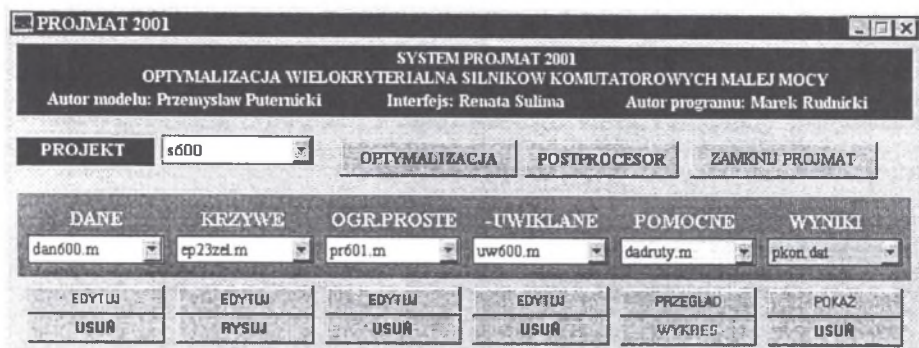 PROJMAT 2001
SYSTEM PROJMAT 2001
OPTYMALIZACJA WIELOKRYTERIALNA SILNIKOW KOMUTATOROWYCH MALEJ MOCY
Autor modelu: Przemyslaw Puternicki Interfejs: Renata Sulima Autor programu: Marek Rudnicki
PROJEKT s600 OPTYMALIZACJA POSTPROCESOR ZAMKNIJ PROJMAT
DANE KRZYWE OGR.PROSTE -UWIKLANE POMOCNE WYNIKI
dan600.m ep23zel.m pr601.m uw600.m dadruty.m pkon.dat
EDYTUJ EDYTUJ EDYTUJ EDYTUJ PRZEGLAD POKAŻ
USUŃ RYSUJ USUŃ USUŃ WYKRES USUŃ